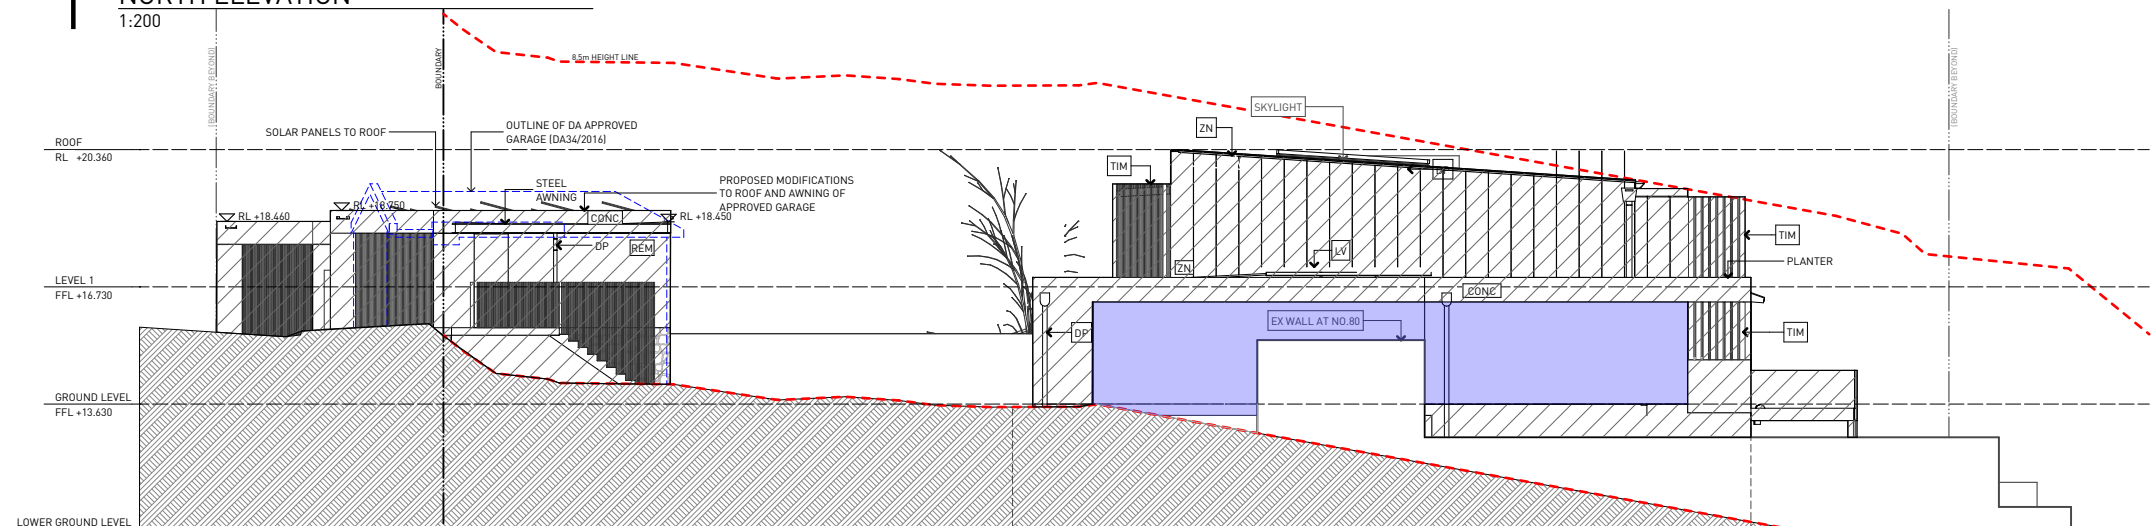 1
NORTH ELEVATION
1:200
(BOUNDARY BEYOND)
BOUNDARY
8.5m HEIGHT LINE
(BOUNDARY BEYOND)
SKYLIGHT
ZN
SOLAR PANELS TO ROOF
OUTLINE OF DA APPROVED
GARAGE (DA34/2016)
ROOF
RL +20.360
TIM
STEEL
AWNING
PROPOSED MODIFICATIONS
TO ROOF AND AWNING OF
APPROVED GARAGE
RL +18.460
RL +18.750
CONC
RL +18.450
DP
REM
TIM
LV
PLANTER
ZN
LEVEL 1
FFL +16.730
CONC
EX WALL AT NO.80
DP
TIM
GROUND LEVEL
FFL +13.630
LOWER GROUND LEVEL